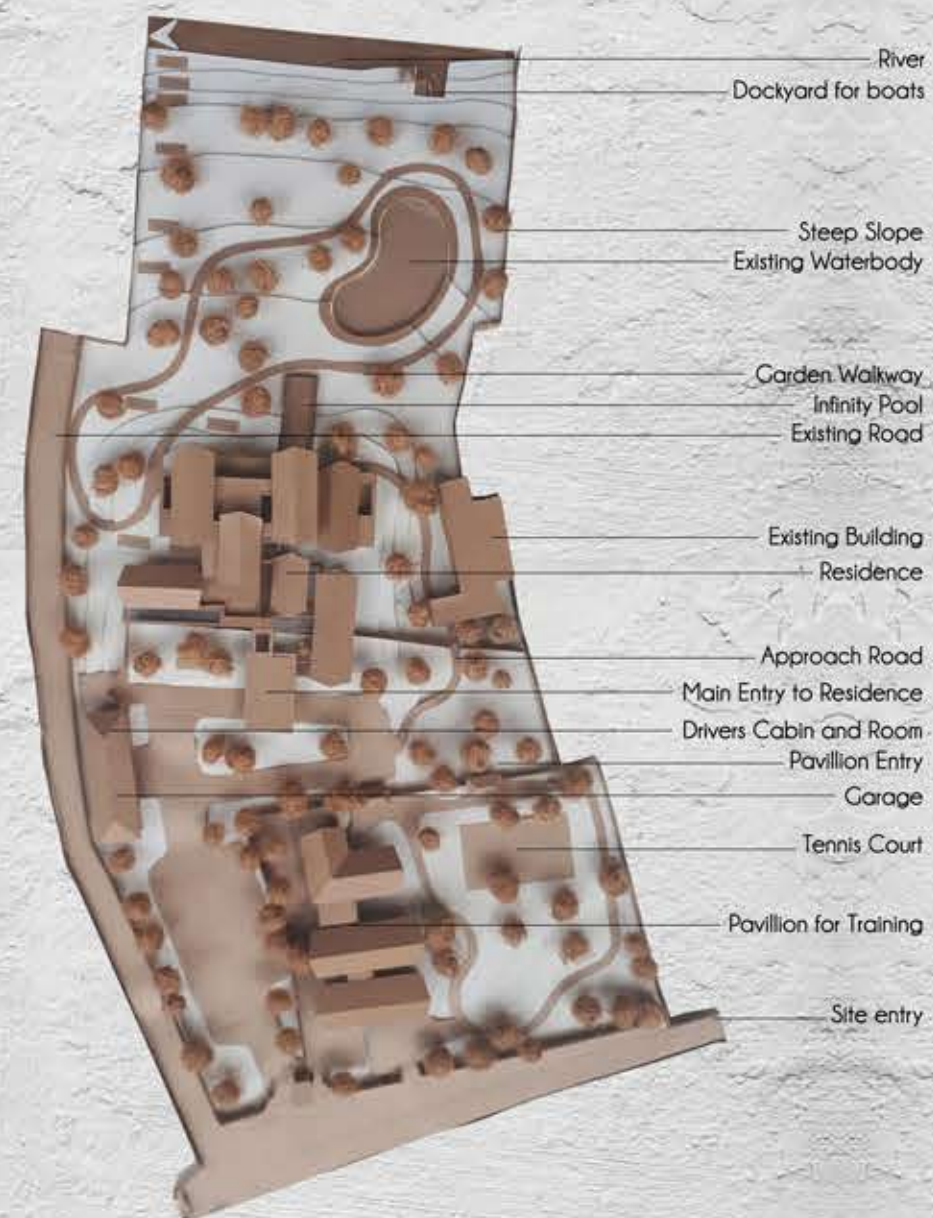 River
Dockyard for boats
Steep Slope
Existing Waterbody
Garden Walkway
Infinity Pool
Existing Road
Existing Building
Residence
Approach Road
Main Entry to Residence
Drivers Cabin and Room
Pavillion Entry
Garage
Tennis Court
Pavillion for Training
Site entry